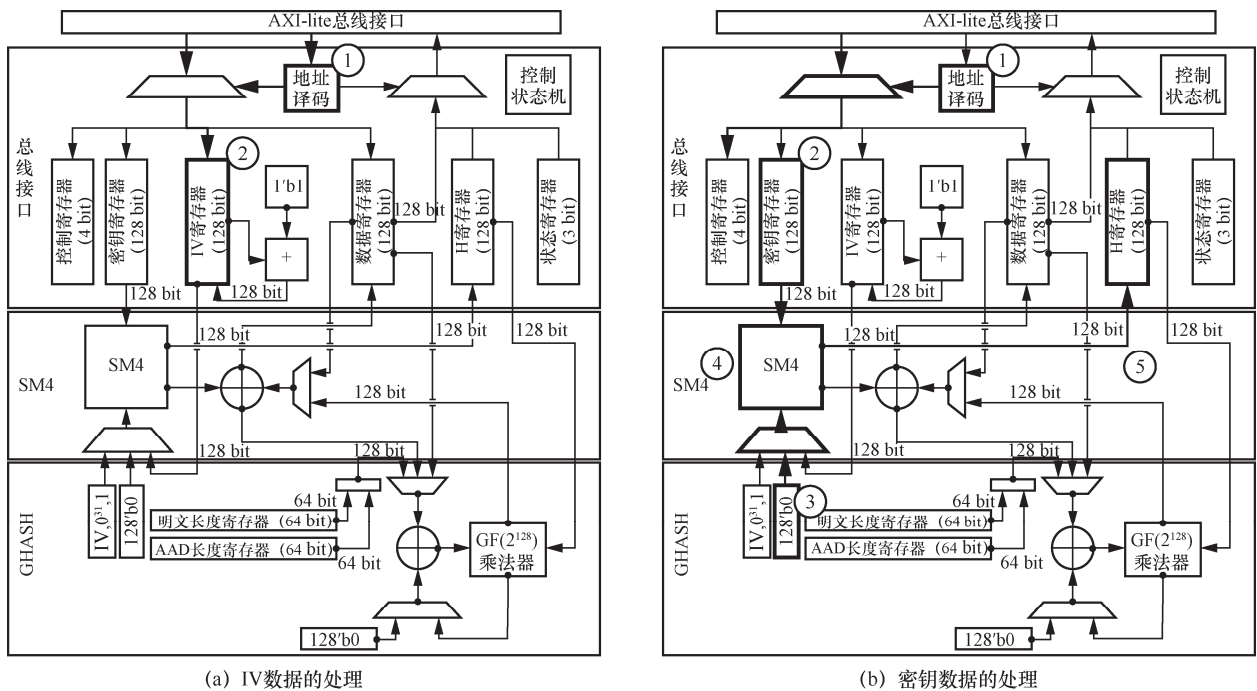 AXI-lite总线接口
①
地址
译码
控制
状态机
总线接口
②
控制寄存器
(4 bit)
密钥寄存器
(128 bit)
IV寄存器
(128 bit)
1′b1
+
数据寄存器
(128 bit)
128 bit
H寄存器
(128 bit)
状态寄存器
(3 bit)
128 bit
128 bit
SM4
SM4
128 bit
128 bit
128 bit
128 bit
128 bit
128 bit
GHASH
IV,0³¹,1
128′b0
64 bit
明文长度寄存器 (64 bit)
AAD长度寄存器 (64 bit)
64 bit
GF(2¹²⁸)
乘法器
128′b0
(a) IV数据的处理
AXI-lite总线接口
①
地址
译码
控制
状态机
总线接口
②
控制寄存器
(4 bit)
密钥寄存器
(128 bit)
IV寄存器
(128 bit)
1′b1
+
数据寄存器
(128 bit)
128 bit
H寄存器
(128 bit)
状态寄存器
(3 bit)
128 bit
128 bit
④
SM4
SM4
128 bit
128 bit
128 bit
⑤
128 bit
128 bit
128 bit
GHASH
IV,0³¹,1
128′b0
③
64 bit
明文长度寄存器 (64 bit)
AAD长度寄存器 (64 bit)
64 bit
GF(2¹²⁸)
乘法器
128′b0
(b) 密钥数据的处理